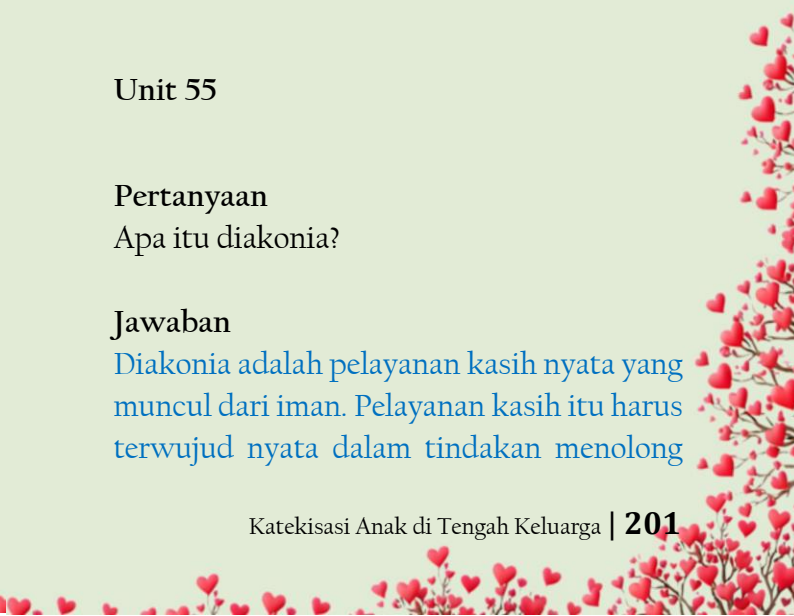 Unit 55
Pertanyaan
Apa itu diakonia?
Jawaban
Diakonia adalah pelayanan kasih nyata yang
muncul dari iman. Pelayanan kasih itu harus
terwujud nyata dalam tindakan menolong
Katekisasi Anak di Tengah Keluarga | 201